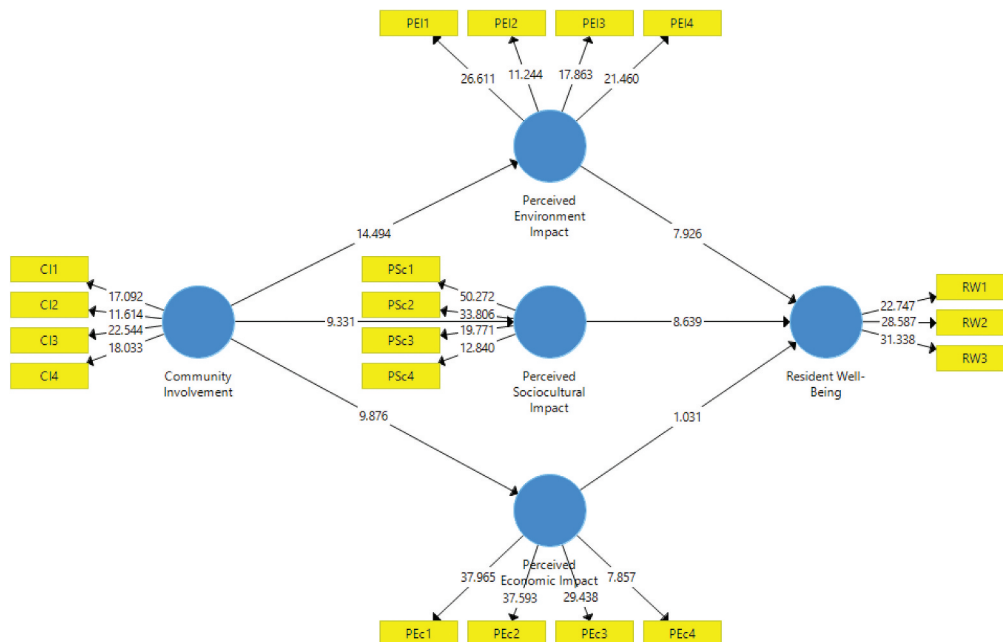 PEI1 PEI2 PEI3 PEI4
26.611 11.244 17.863 21.460
Perceived
Environment
Impact
14.494 7.926
CI1
CI2
CI3
CI4
17.092
11.614
22.544
18.033
Community
Involvement
9.331
PSc1
PSc2
PSc3
PSc4
50.272
33.806
19.771
12.840
Perceived
Sociocultural
Impact
8.639
Resident Well-
Being
22.747
28.587
31.338
RW1
RW2
RW3
9.876 1.031
Perceived
Economic Impact
37.965 37.593 29.438 7.857
PEc1 PEc2 PEc3 PEc4